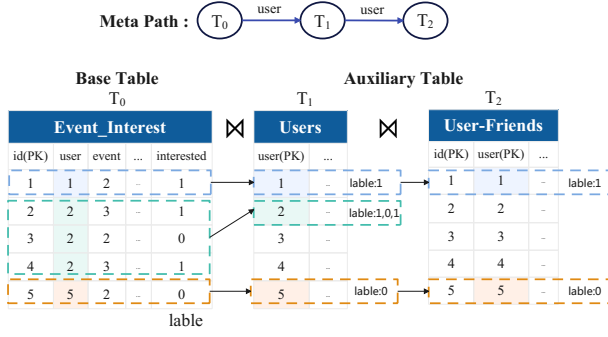 Meta Path : T0 user T1 user T2
Base Table Auxiliary Table
T0 T1 T2
Event_Interest ⋈ Users ⋈ User-Friends
id(PK) user event ... interested user(PK) ... id(PK) user(PK) ...
1 1 2 .. 1 1 .. lable:1 1 1 .. lable:1
2 2 3 .. 1 2 .. lable:1,0,1 2 2 ..
3 2 2 .. 0 3 .. 3 3 ..
4 2 3 .. 1 4 .. 4 4 ..
5 5 2 .. 0 5 .. lable:0 5 5 .. lable:0
lable